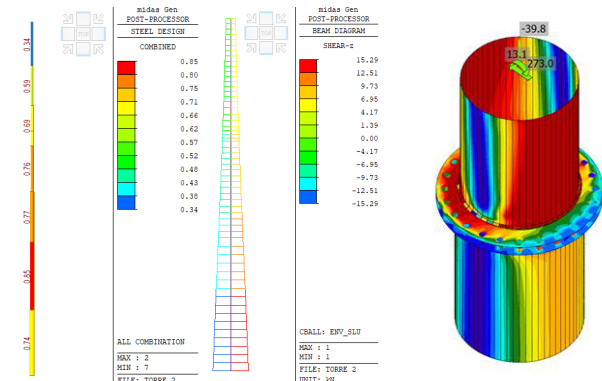 0.34
0.59
0.69
0.76
0.77
0.85
0.74
TOP
midas Gen
POST-PROCESSOR
STEEL DESIGN
COMBINED
0.85
0.80
0.75
0.71
0.66
0.62
0.57
0.52
0.48
0.43
0.38
0.34
ALL COMBINATION
MAX : 2
MIN : 7
FILE: TORRE 2
TOP
midas Gen
POST-PROCESSOR
BEAM DIAGRAM
SHEAR-z
15.29
12.51
9.73
6.95
4.17
1.39
0.00
-4.17
-6.95
-9.73
-12.51
-15.29
CBALL: ENV_SLU
MAX : 1
MIN : 1
FILE: TORRE 2
UNIT: kN
-39.8
13.1
273.0